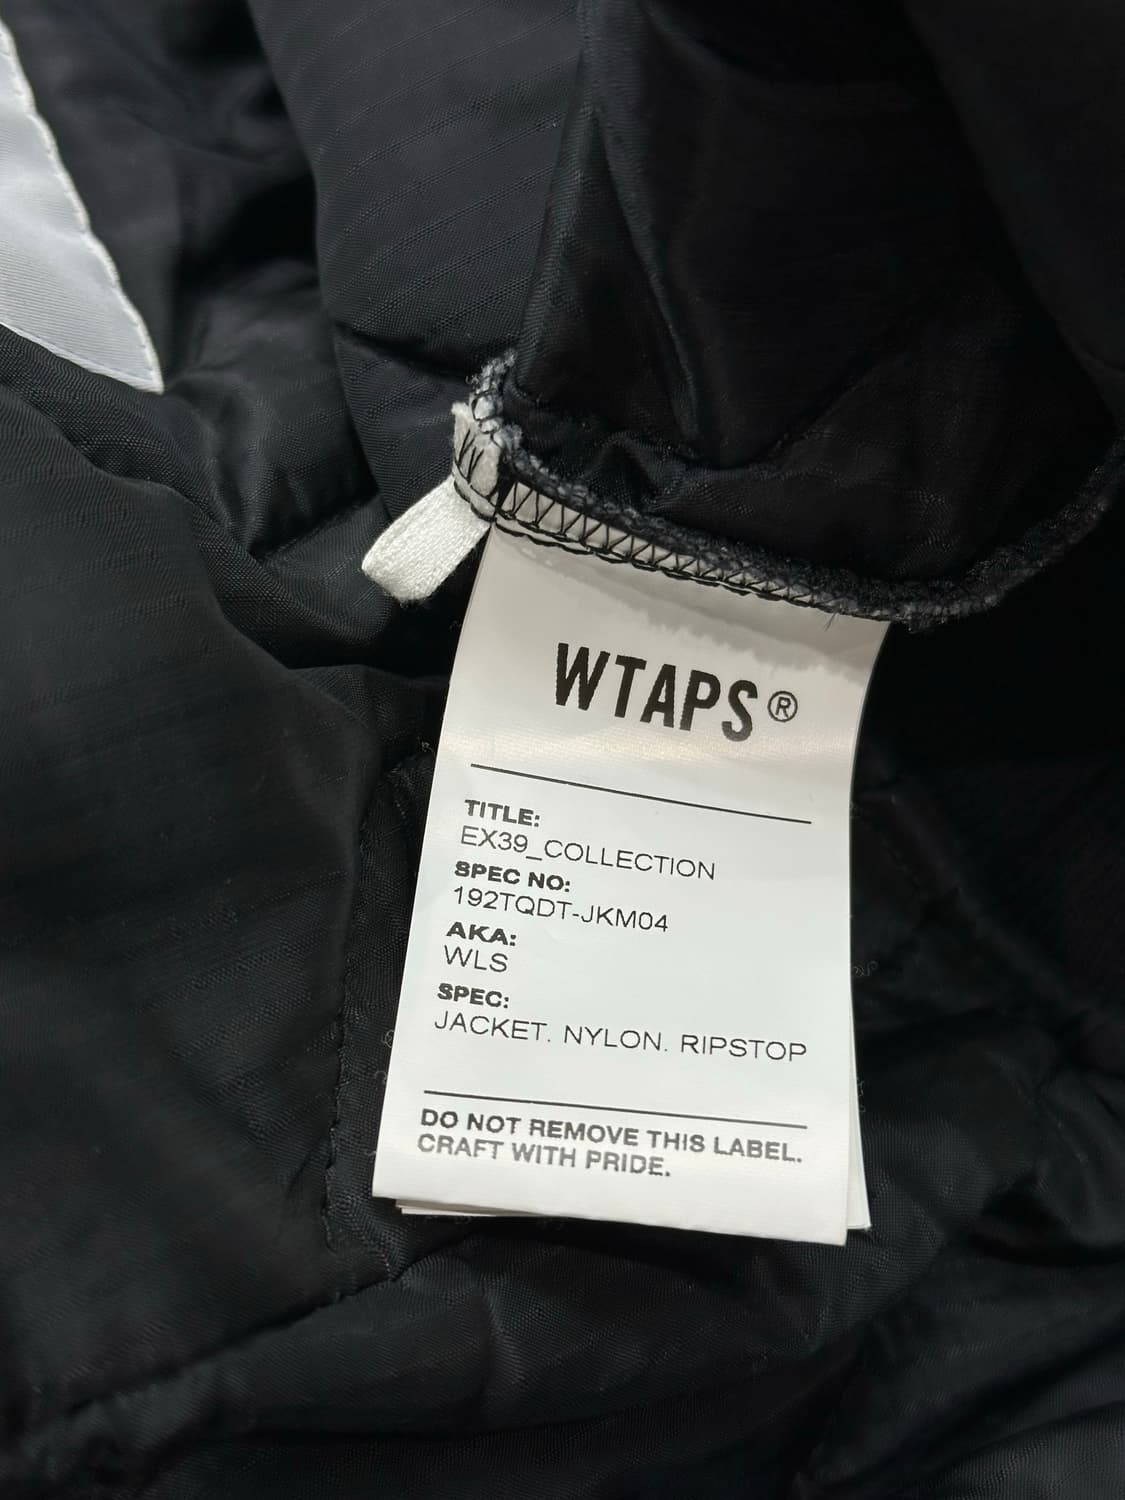 WTAPS®
TITLE:
EX39_COLLECTION
SPEC NO:
192TQDT-JKM04
AKA:
WLS
SPEC:
JACKET. NYLON. RIPSTOP
DO NOT REMOVE THIS LABEL.
CRAFT WITH PRIDE.